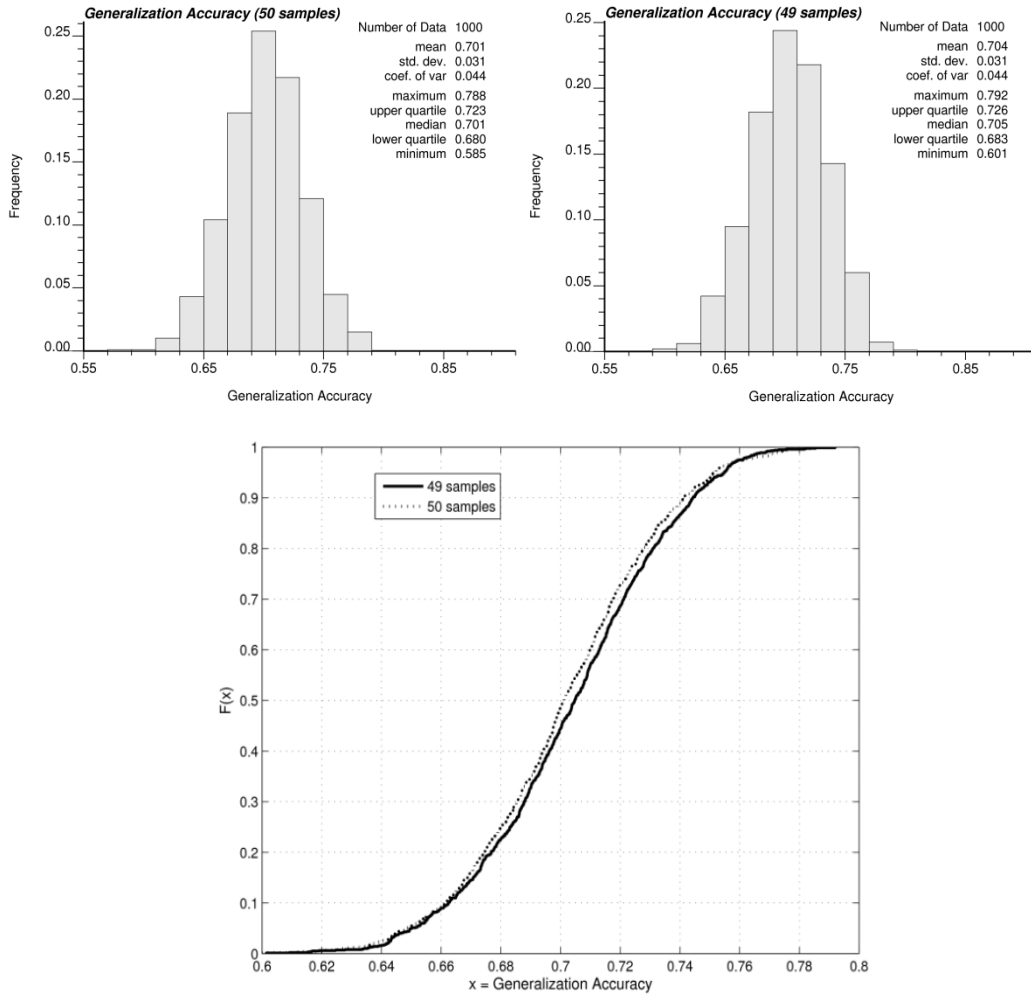 Generalization Accuracy (50 samples)
Number of Data 1000
mean 0.701
std. dev. 0.031
coef. of var 0.044
maximum 0.788
upper quartile 0.723
median 0.701
lower quartile 0.680
minimum 0.585
Frequency
0.25
0.20
0.15
0.10
0.05
0.00
0.55 0.65 0.75 0.85
Generalization Accuracy
Generalization Accuracy (49 samples)
Number of Data 1000
mean 0.704
std. dev. 0.031
coef. of var 0.044
maximum 0.792
upper quartile 0.726
median 0.705
lower quartile 0.683
minimum 0.601
Frequency
0.25
0.20
0.15
0.10
0.05
0.00
0.55 0.65 0.75 0.85
Generalization Accuracy
49 samples
50 samples
F(x)
1
0.9
0.8
0.7
0.6
0.5
0.4
0.3
0.2
0.1
0
0.6 0.62 0.64 0.66 0.68 0.7 0.72 0.74 0.76 0.78 0.8
x = Generalization Accuracy